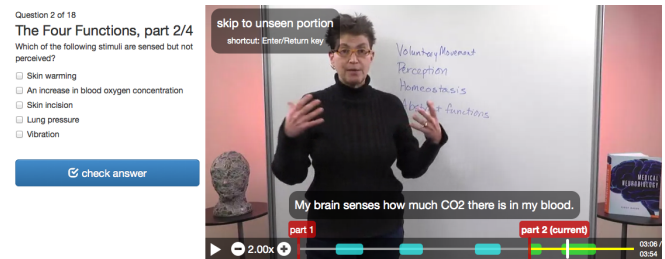 Question 2 of 18
The Four Functions, part 2/4
Which of the following stimuli are sensed but not
perceived?
Skin warming
An increase in blood oxygen concentration
Skin incision
Lung pressure
Vibration
check answer
skip to unseen portion
shortcut: Enter/Return key
Voluntary Movement
Perception
Homeostasis
Abstract functions
MEDICAL
NEUROBIOLOGY
My brain senses how much CO2 there is in my blood.
part 1
part 2 (current)
2.00x
03:06 /
03:54